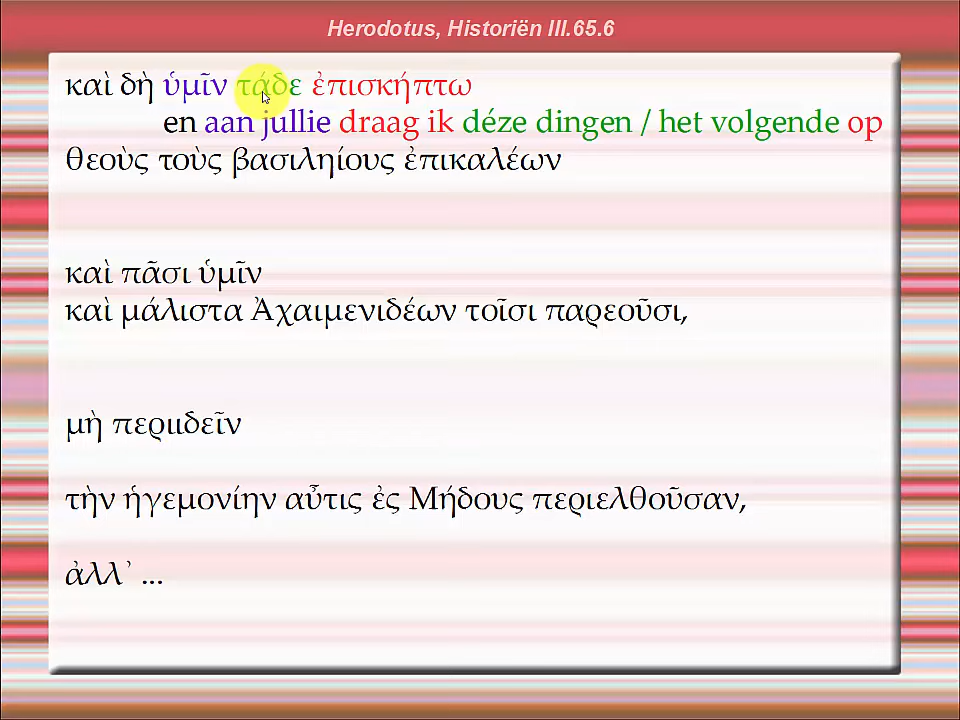 Herodotus, Historiën III.65.6
καὶ δὴ ὑμῖν τάδε ἐπισκήπτω
en aan jullie draag ik déze dingen / het volgende op
θεοὺς τοὺς βασιληίους ἐπικαλέων
καὶ πᾶσι ὑμῖν
καὶ μάλιστα Ἀχαιμενιδέων τοῖσι παρεοῦσι,
μὴ περιιδεῖν
τὴν ἡγεμονίην αὖτις ἐς Μήδους περιελθοῦσαν,
ἀλλ᾽ ...